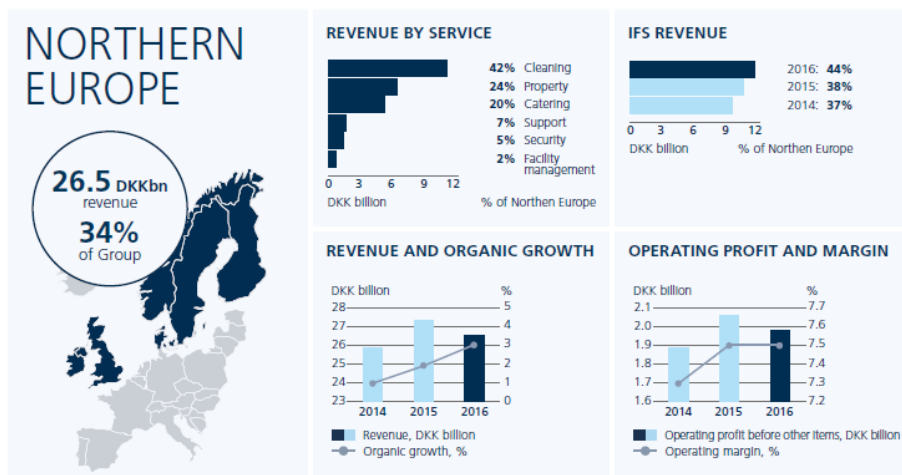 NORTHERN
EUROPE
26.5 DKKbn
revenue
34%
of Group
REVENUE BY SERVICE
42% Cleaning
24% Property
20% Catering
7% Support
5% Security
2% Facility
management
0 3 6 9 12
DKK billion % of Northen Europe
IFS REVENUE
2016: 44%
2015: 38%
2014: 37%
0 3 6 9 12
DKK billion % of Northen Europe
REVENUE AND ORGANIC GROWTH
DKK billion %
28 5
27 4
26 3
25 2
24 1
23 0
2014 2015 2016
Revenue, DKK billion
Organic growth, %
OPERATING PROFIT AND MARGIN
DKK billion %
2.1 7.7
2.0 7.6
1.9 7.5
1.8 7.4
1.7 7.3
1.6 7.2
2014 2015 2016
Operating profit before other items, DKK billion
Operating margin, %